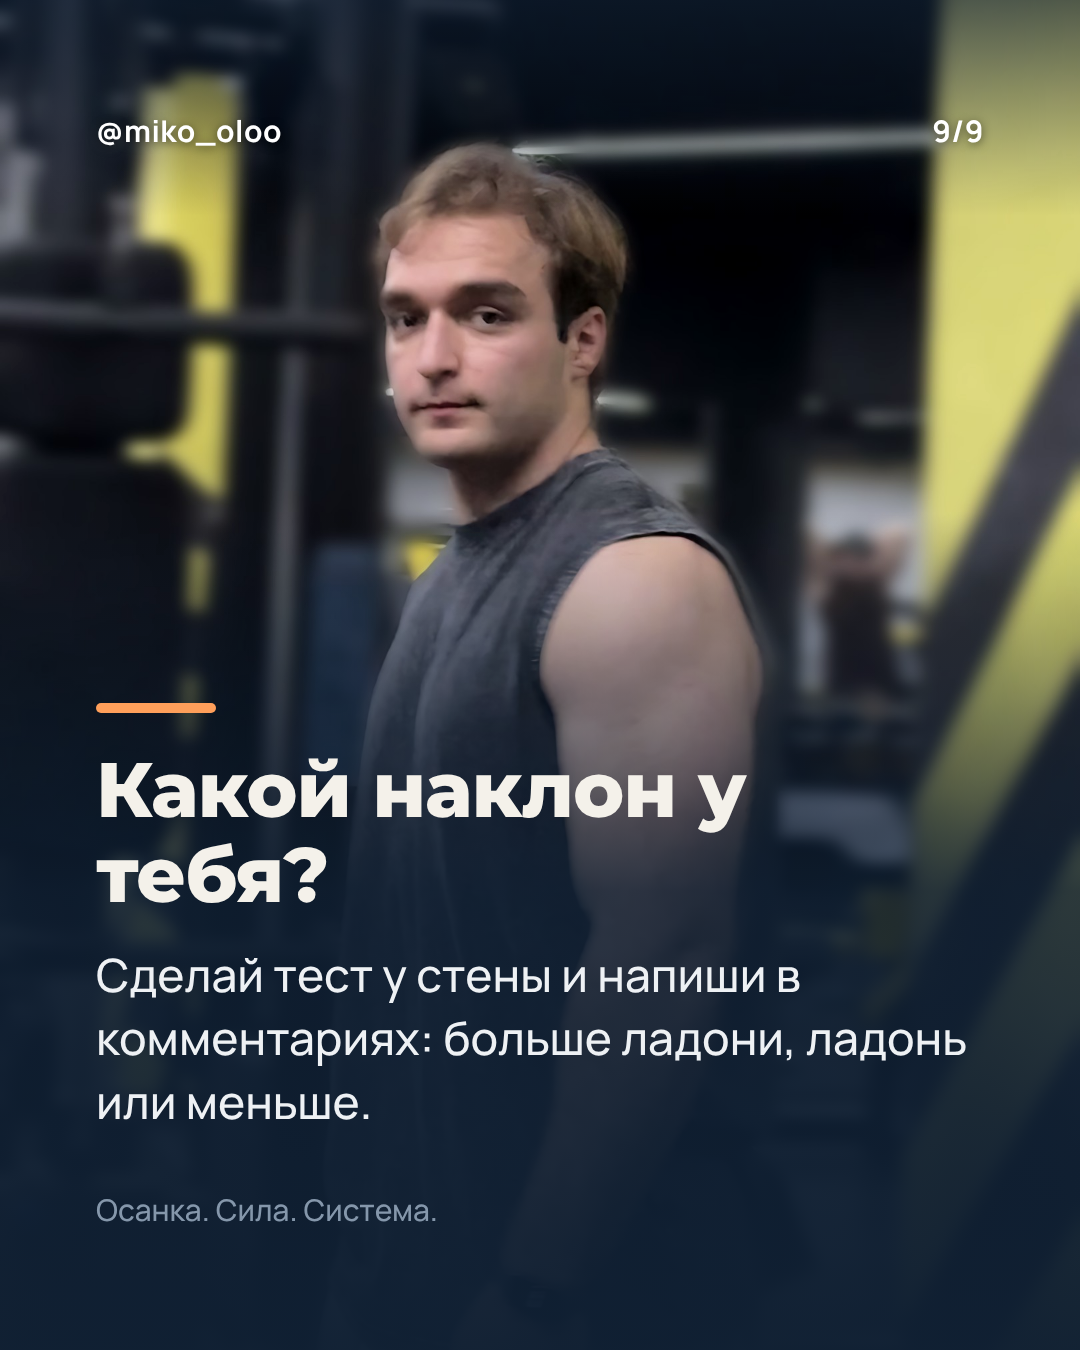 @miko_oloo
9/9
Какой наклон у
тебя?
Сделай тест у стены и напиши в
комментариях: больше ладони, ладонь
или меньше.
Осанка. Сила. Система.